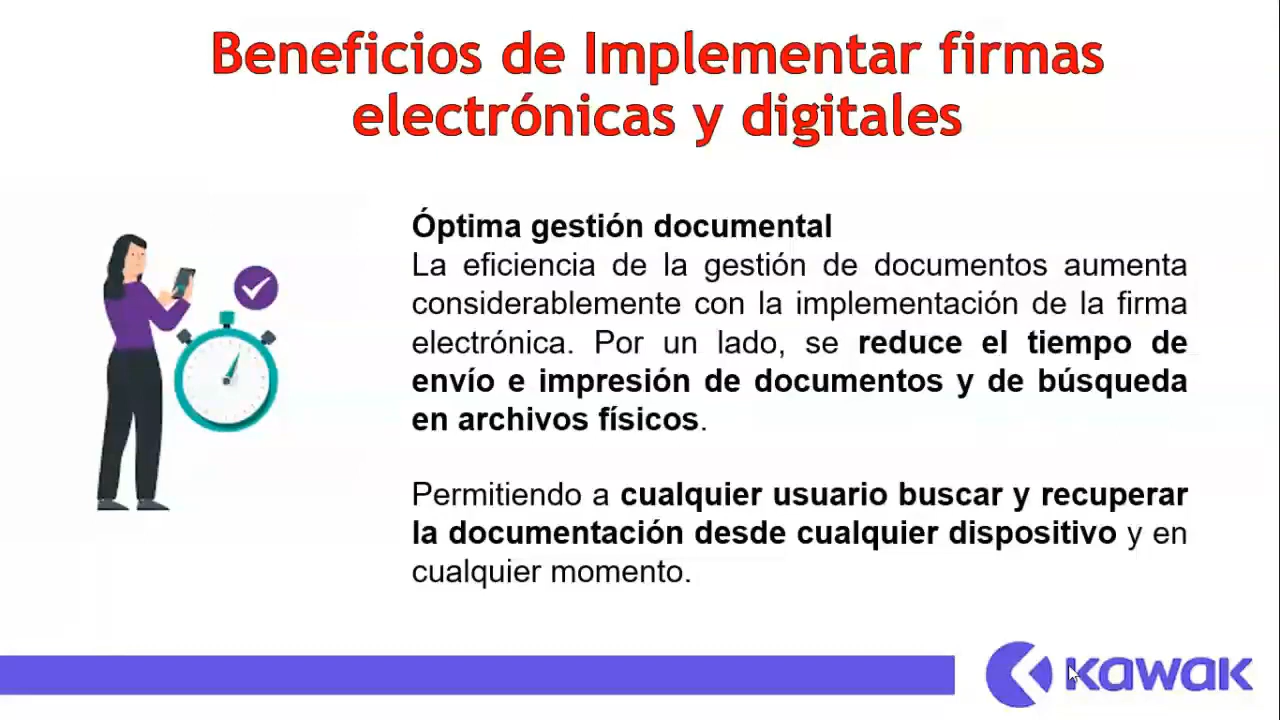 Beneficios de Implementar firmas
electrónicas y digitales
Óptima gestión documental
La eficiencia de la gestión de documentos aumenta
considerablemente con la implementación de la firma
electrónica. Por un lado, se reduce el tiempo de
envío e impresión de documentos y de búsqueda
en archivos físicos.
Permitiendo a cualquier usuario buscar y recuperar
la documentación desde cualquier dispositivo y en
cualquier momento.
KAWAK